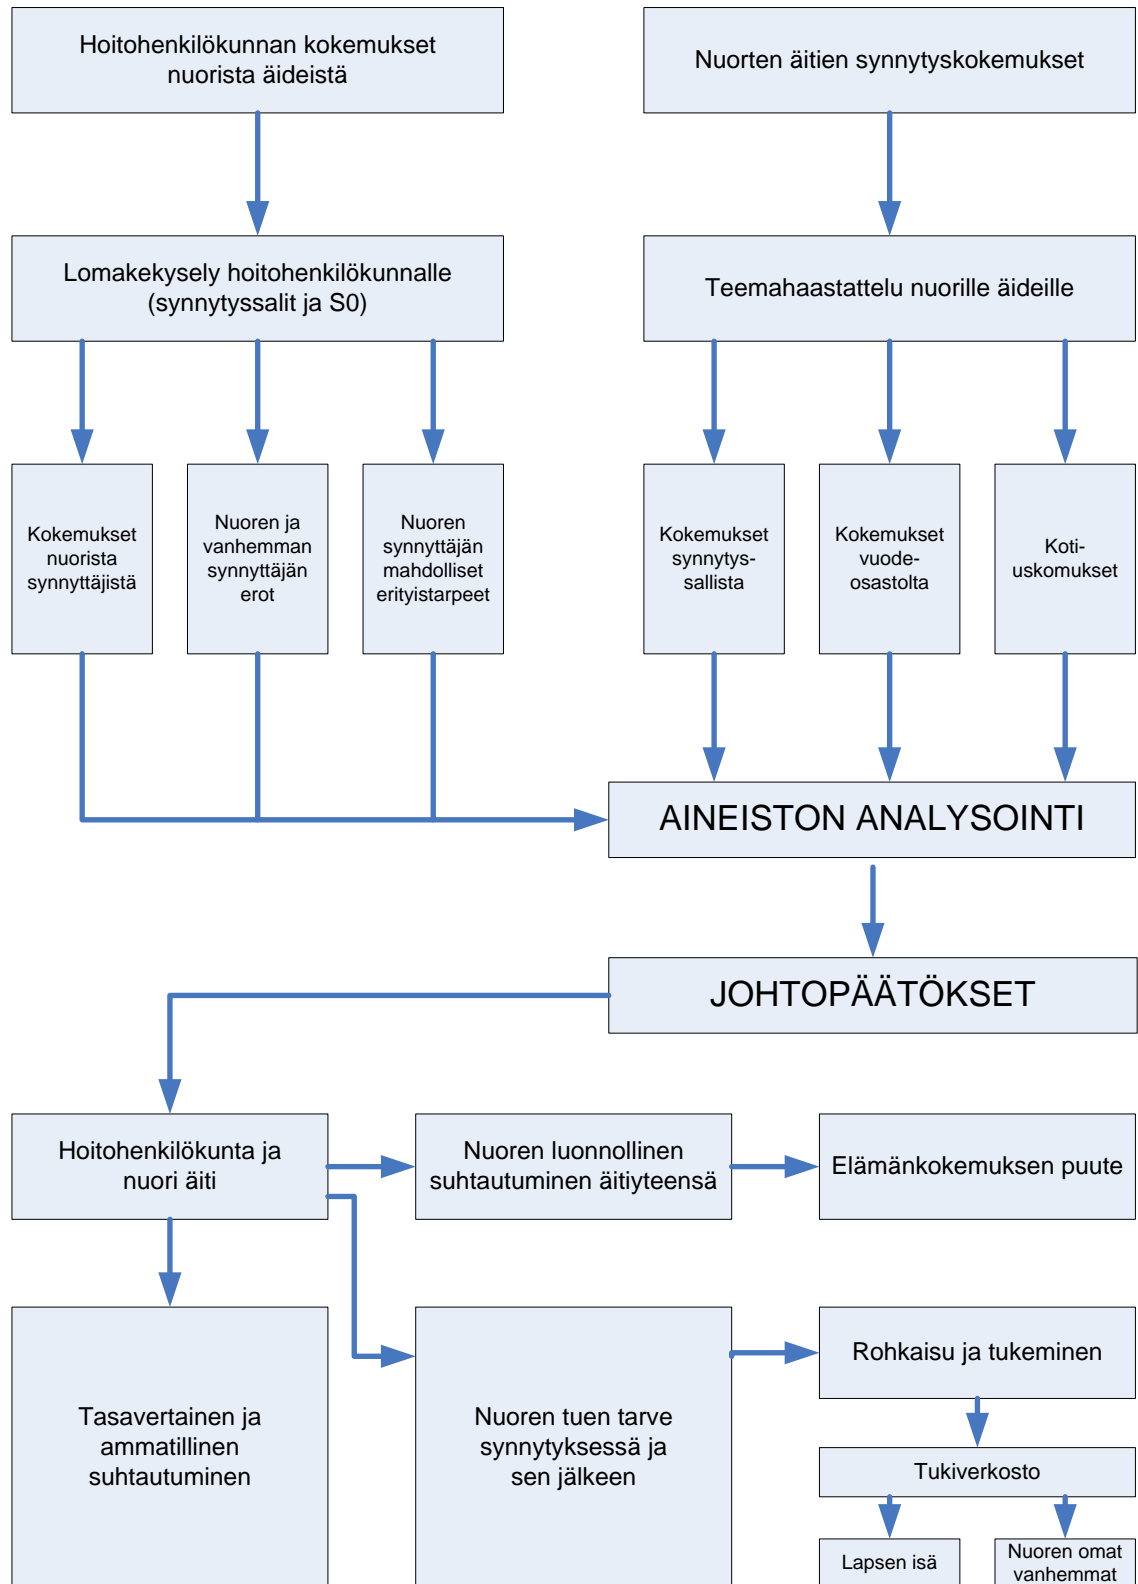 Hoitohenkilökunnan kokemukset
nuorista äideistä
Nuorten äitien synnytyskokemukset
Lomakekysely hoitohenkilökunnalle
(synnytyssalit ja S0)
Teemahaastattelu nuorille äideille
Kokemukset
nuorista
synnyttäjistä
Nuoren ja
vanhemman
synnyttäjän
erot
Nuoren
synnyttäjän
mahdolliset
erityistarpeet
Kokemukset
synnytys-
sallista
Kokemukset
vuode-
osastolta
Koti-
uskomukset
AINEISTON ANALYSOINTI
JOHTOPÄÄTÖKSET
Hoitohenkilökunta ja
nuori äiti
Nuoren luonnollinen
suhtautuminen äitiyteensä
Elämänkokemuksen puute
Tasavertainen ja
ammatillinen
suhtautuminen
Nuoren tuen tarve
synnytyksessä ja
sen jälkeen
Rohkaisu ja tukeminen
Tukiverkosto
Lapsen isä
Nuoren omat
vanhemmat